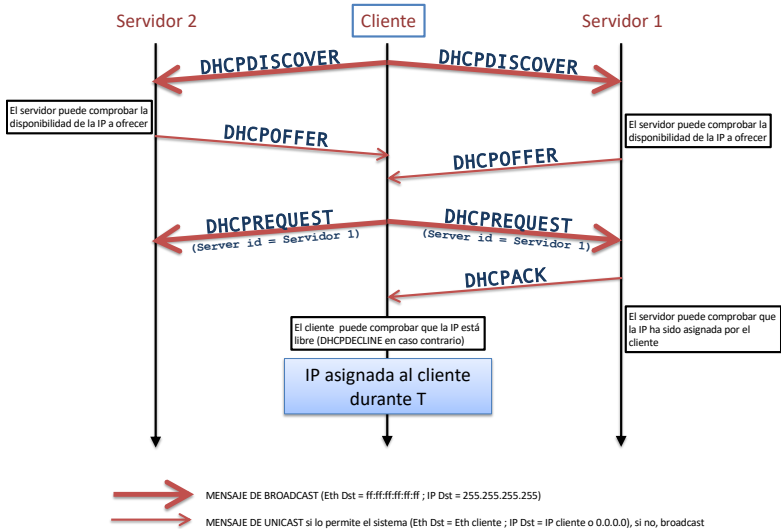 Servidor 2
Cliente
Servidor 1
DHCPDISCOVER
DHCPDISCOVER
El servidor puede comprobar la
disponibilidad de la IP a ofrecer
El servidor puede comprobar la
disponibilidad de la IP a ofrecer
DHCPOFFER
DHCPOFFER
DHCPREQUEST
(Server id = Servidor 1)
DHCPREQUEST
(Server id = Servidor 1)
DHCPACK
El cliente puede comprobar que la IP está
libre (DHCPDECLINE en caso contrario)
El servidor puede comprobar que
la IP ha sido asignada por el
cliente
IP asignada al cliente
durante T
MENSAJE DE BROADCAST (Eth Dst = ff:ff:ff:ff:ff:ff ; IP Dst = 255.255.255.255)
MENSAJE DE UNICAST si lo permite el sistema (Eth Dst = Eth cliente ; IP Dst = IP cliente o 0.0.0.0), si no, broadcast